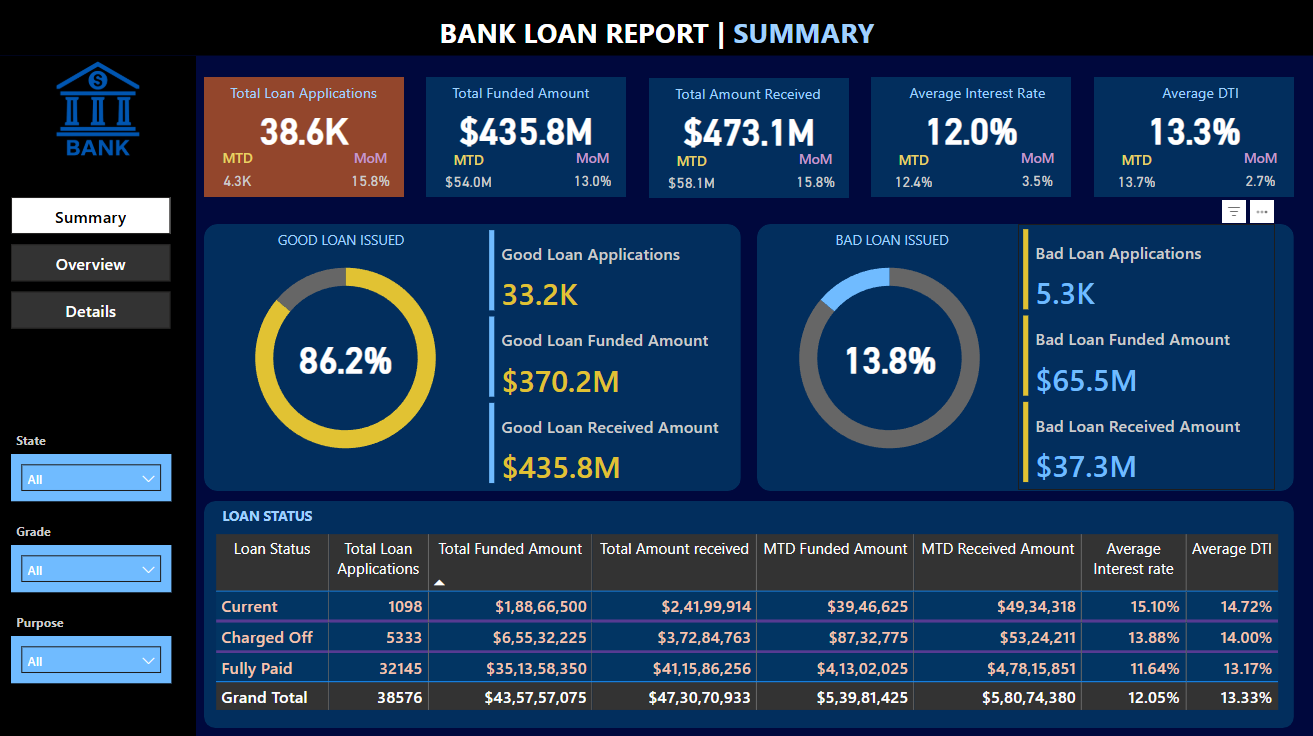 BANK LOAN REPORT | SUMMARY
$
BANK
Summary
Overview
Details
State
All
Grade
All
Purpose
All
Total Loan Applications
38.6K
MTD MoM
4.3K 15.8%
Total Funded Amount
$435.8M
MTD MoM
$54.0M 13.0%
Total Amount Received
$473.1M
MTD MoM
$58.1M 15.8%
Average Interest Rate
12.0%
MTD MoM
12.4% 3.5%
Average DTI
13.3%
MTD MoM
13.7% 2.7%
GOOD LOAN ISSUED
86.2%
Good Loan Applications
33.2K
Good Loan Funded Amount
$370.2M
Good Loan Received Amount
$435.8M
BAD LOAN ISSUED
13.8%
Bad Loan Applications
5.3K
Bad Loan Funded Amount
$65.5M
Bad Loan Received Amount
$37.3M
LOAN STATUS
Loan Status Total Loan Total Funded Amount Total Amount received MTD Funded Amount MTD Received Amount Average Average DTI
Applications Interest rate
Current 1098 $1,88,66,500 $2,41,99,914 $39,46,625 $49,34,318 15.10% 14.72%
Charged Off 5333 $6,55,32,225 $3,72,84,763 $87,32,775 $53,24,211 13.88% 14.00%
Fully Paid 32145 $35,13,58,350 $41,15,86,256 $4,13,02,025 $4,78,15,851 11.64% 13.17%
Grand Total 38576 $43,57,57,075 $47,30,70,933 $5,39,81,425 $5,80,74,380 12.05% 13.33%